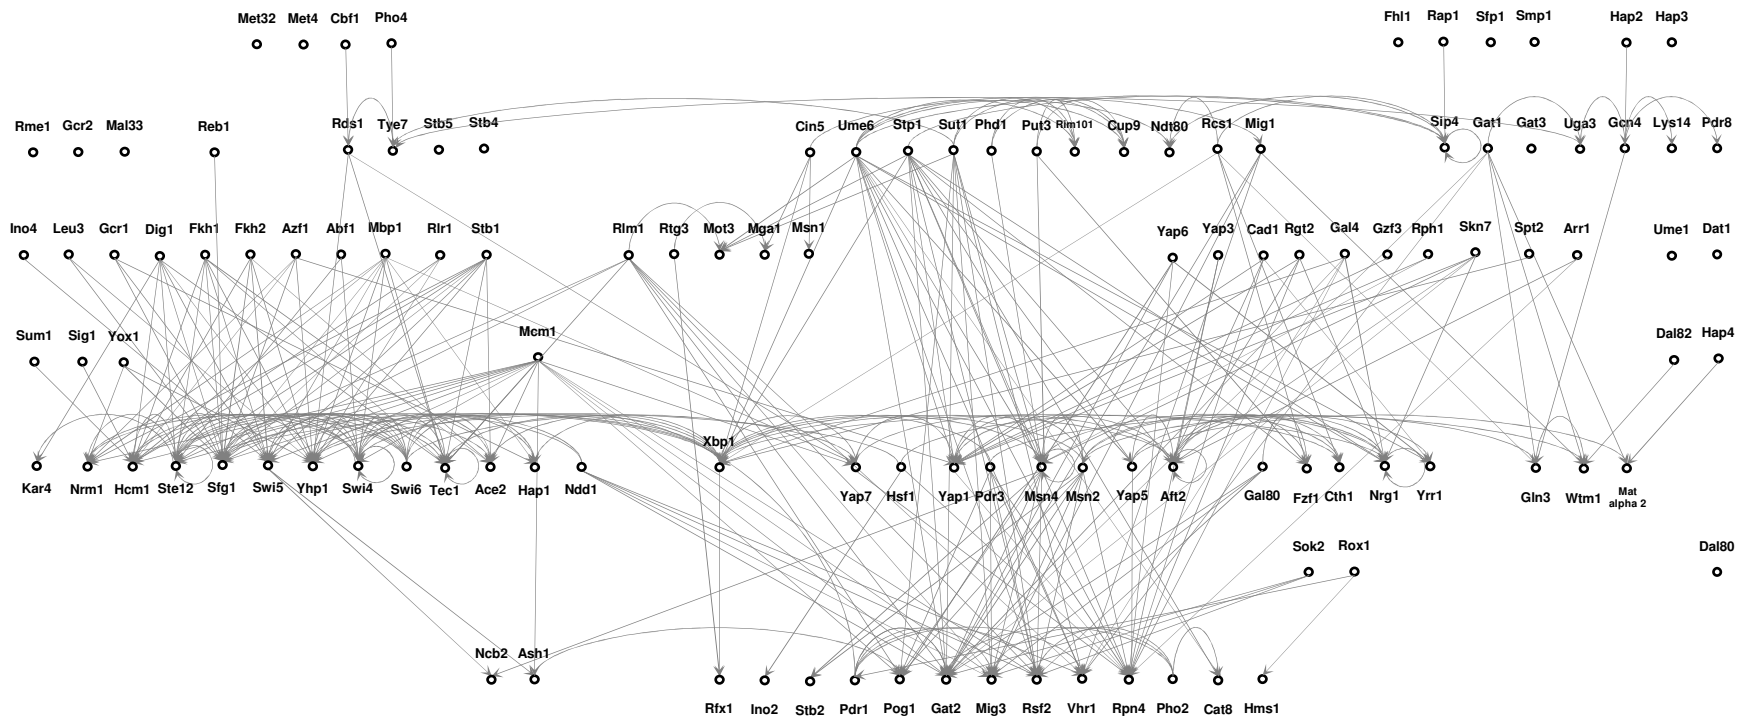 Met32 Met4 Cbf1 Pho4 Fhl1 Rap1 Sfp1 Smp1 Hap2 Hap3
Rme1 Gcr2 Mal33 Reb1 Rds1 Tye7 Stb5 Stb4 Cin5 Ume6 Stp1 Sut1 Phd1 Put3 Rim101 Cup9 Ndt80 Rcs1 Mig1 Sip4 Gat1 Gat3 Uga3 Gcn4 Lys14 Pdr8
Ino4 Leu3 Gcr1 Dig1 Fkh1 Fkh2 Azf1 Abf1 Mbp1 Rlr1 Stb1 Rlm1 Rtg3 Mot3 Mga1 Msn1 Yap6 Yap3 Cad1 Rgt2 Gal4 Gzf3 Rph1 Skn7 Spt2 Arr1 Ume1 Dat1
Sum1 Sig1 Yox1 Mcm1 Dal82 Hap4
Xbp1
Kar4 Nrm1 Hcm1 Ste12 Sfg1 Swi5 Yhp1 Swi4 Swi6 Tec1 Ace2 Hap1 Ndd1 Yap7 Hsf1 Yap1 Pdr3 Msn4 Msn2 Yap5 Aft2 Gal80 Fzf1 Cth1 Nrg1 Yrr1 Gln3 Wtm1 Mat
alpha 2
Sok2 Rox1 Dal80
Ncb2 Ash1
Rfx1 Ino2 Stb2 Pdr1 Pog1 Gat2 Mig3 Rsf2 Vhr1 Rpn4 Pho2 Cat8 Hms1